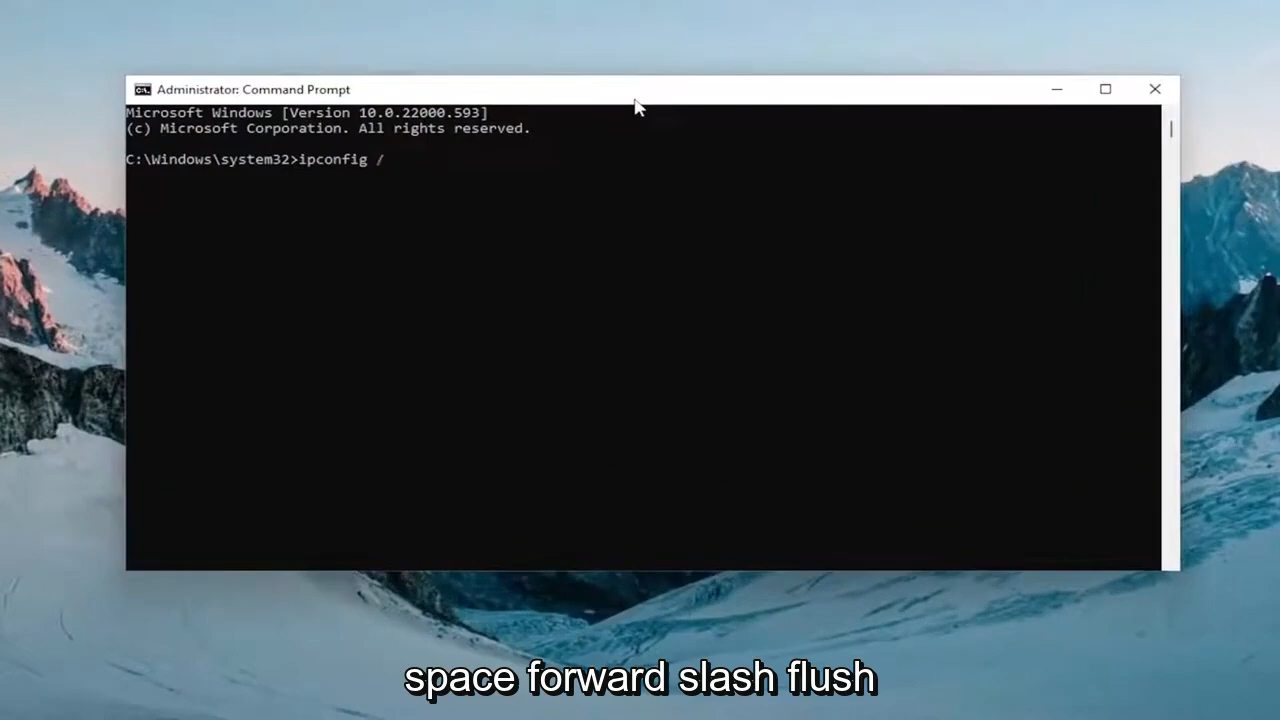 Administrator: Command Prompt
Microsoft Windows [Version 10.0.22000.593]
(c) Microsoft Corporation. All rights reserved.
C:\Windows\system32>ipconfig /
space forward slash flush